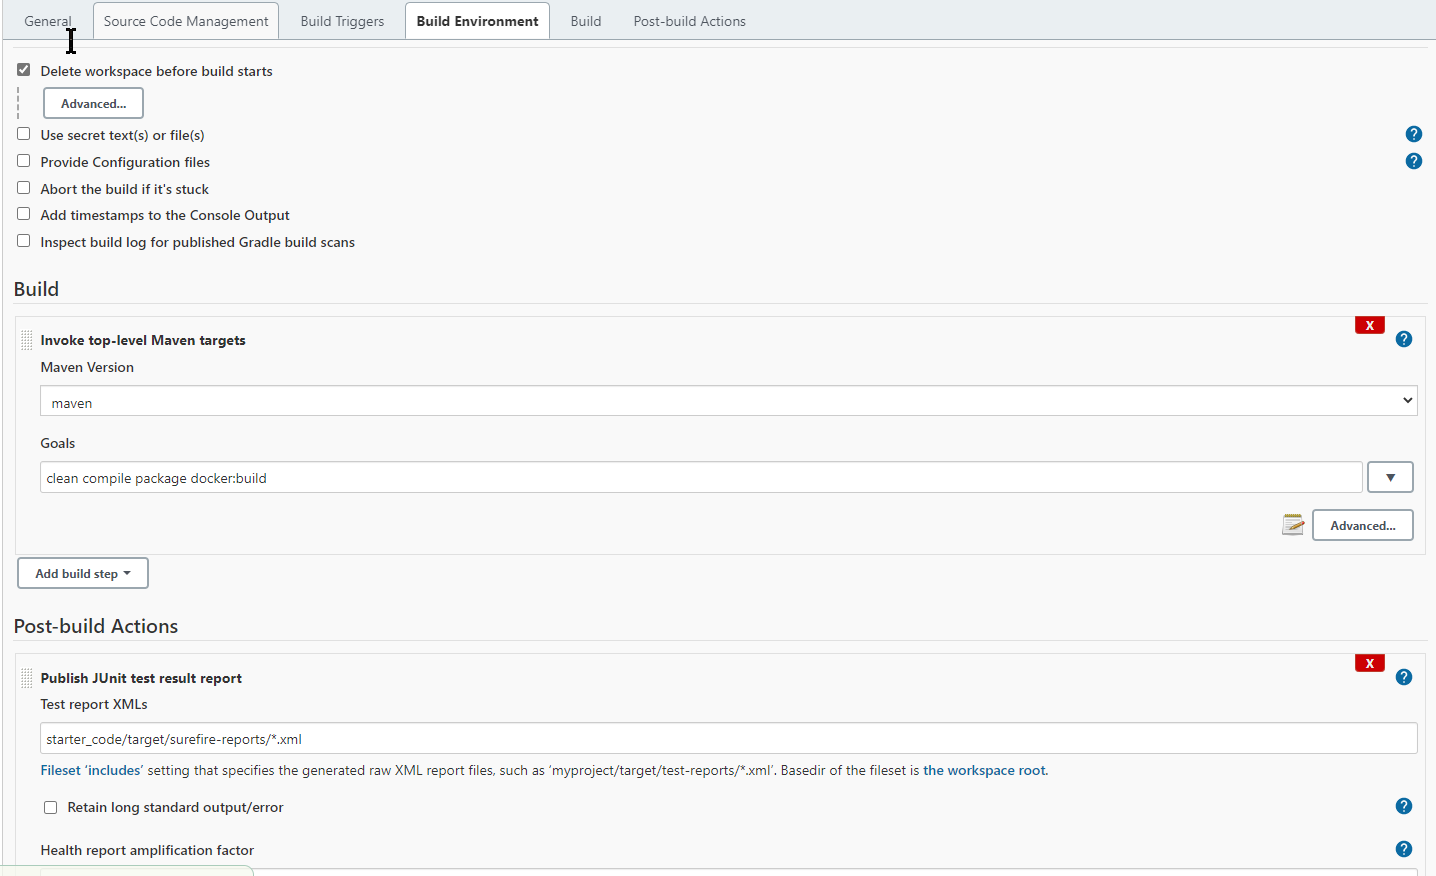 General Source Code Management Build Triggers Build Environment Build Post-build Actions
Delete workspace before build starts
Advanced...
Use secret text(s) or file(s)
?
Provide Configuration files
?
Abort the build if it's stuck
Add timestamps to the Console Output
Inspect build log for published Gradle build scans
Build
X
Invoke top-level Maven targets
?
Maven Version
maven
Goals
clean compile package docker:build
▼
Advanced...
Add build step
Post-build Actions
X
Publish JUnit test result report
?
Test report XMLs
starter_code/target/surefire-reports/*.xml
Fileset ‘includes’ setting that specifies the generated raw XML report files, such as ‘myproject/target/test-reports/*.xml’. Basedir of the fileset is the workspace root.
Retain long standard output/error
?
Health report amplification factor
?